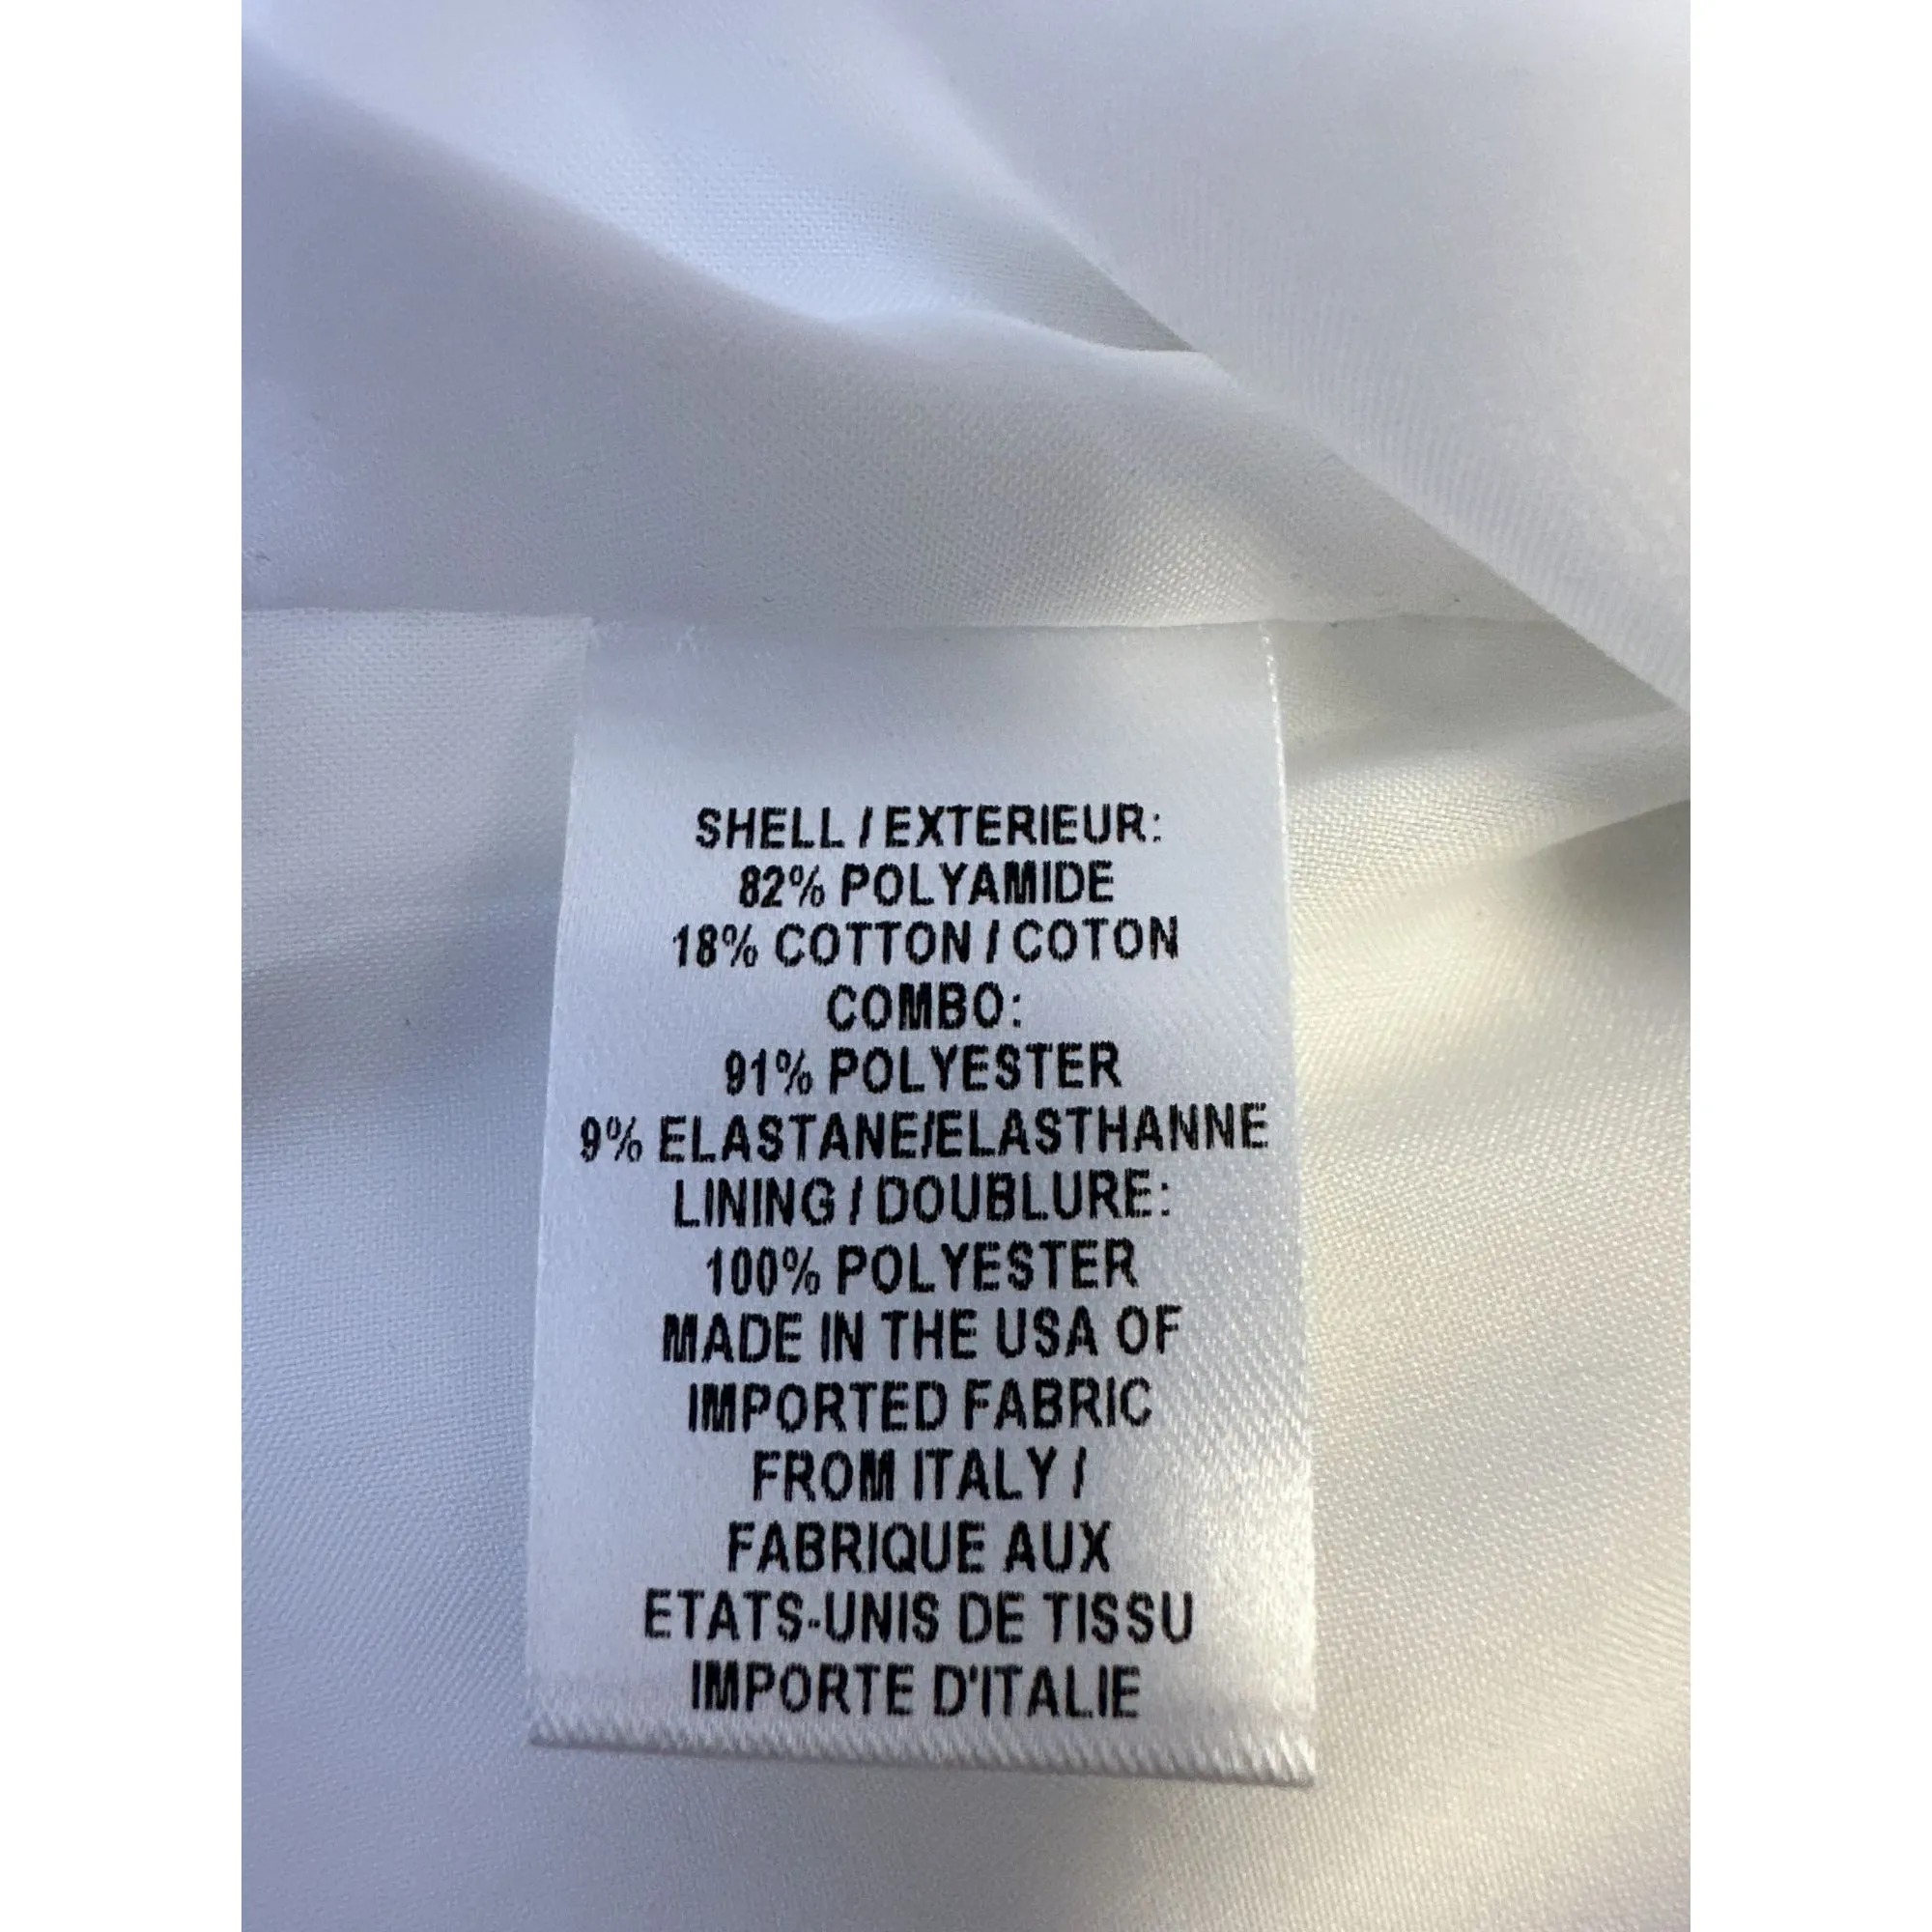 SHELL / EXTERIEUR:
82% POLYAMIDE
18% COTTON / COTON
COMBO:
91% POLYESTER
9% ELASTANE/ELASTHANNE
LINING / DOUBLURE:
100% POLYESTER
MADE IN THE USA OF
IMPORTED FABRIC
FROM ITALY /
FABRIQUE AUX
ETATS-UNIS DE TISSU
IMPORTE D'ITALIE